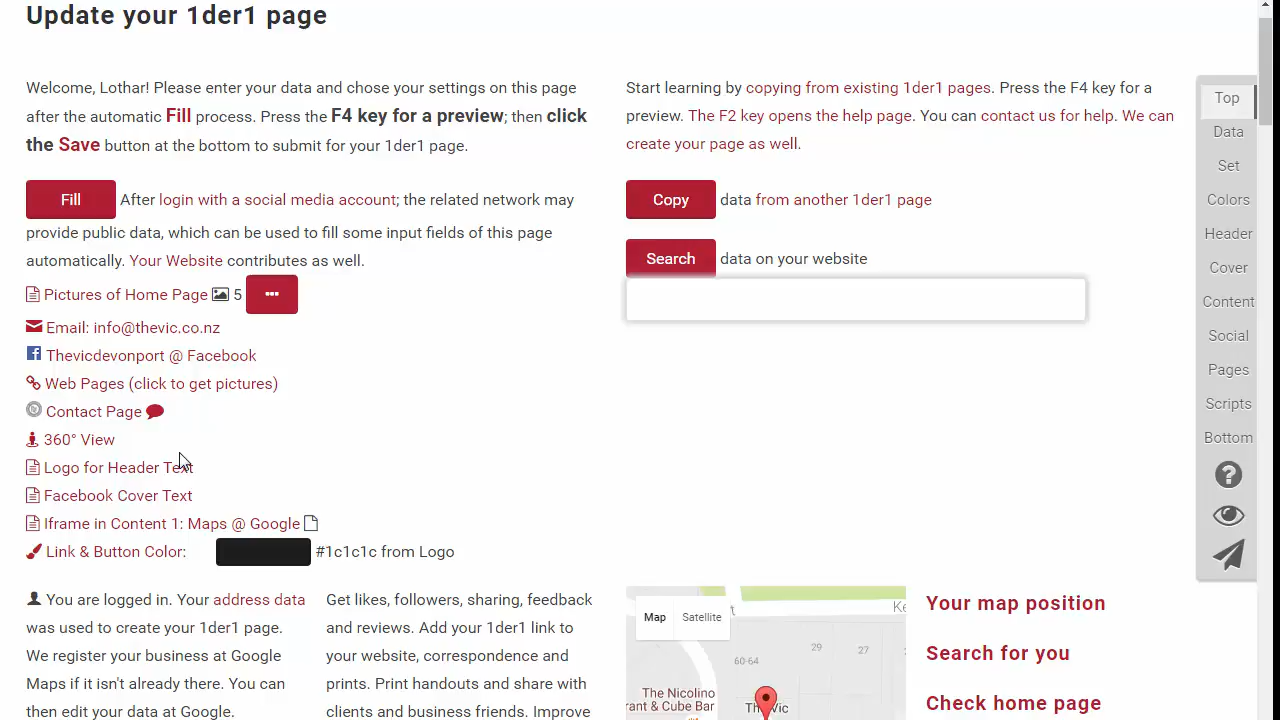 Update your 1der1 page
Welcome, Lothar! Please enter your data and chose your settings on this page
after the automatic Fill process. Press the F4 key for a preview; then click
the Save button at the bottom to submit for your 1der1 page.
Start learning by copying from existing 1der1 pages. Press the F4 key for a
preview. The F2 key opens the help page. You can contact us for help. We can
create your page as well.
Fill After login with a social media account; the related network may
provide public data, which can be used to fill some input fields of this page
automatically. Your Website contributes as well.
Copy data from another 1der1 page
Search data on your website
Pictures of Home Page 5 •••
Email: info@thevic.co.nz
Thevicdevonport @ Facebook
Web Pages (click to get pictures)
Contact Page
360° View
Logo for Header Text
Facebook Cover Text
Iframe in Content 1: Maps @ Google
Link & Button Color: #1c1c1c from Logo
You are logged in. Your address data
was used to create your 1der1 page.
We register your business at Google
Maps if it isn't already there. You can
then edit your data at Google.
Get likes, followers, sharing, feedback
and reviews. Add your 1der1 link to
your website, correspondence and
prints. Print handouts and share with
clients and business friends. Improve
Map Satellite
60-64
29
27
The Nicolino
rant & Cube Bar
Your map position
Search for you
Check home page
Top
Data
Set
Colors
Header
Cover
Content
Social
Pages
Scripts
Bottom
?